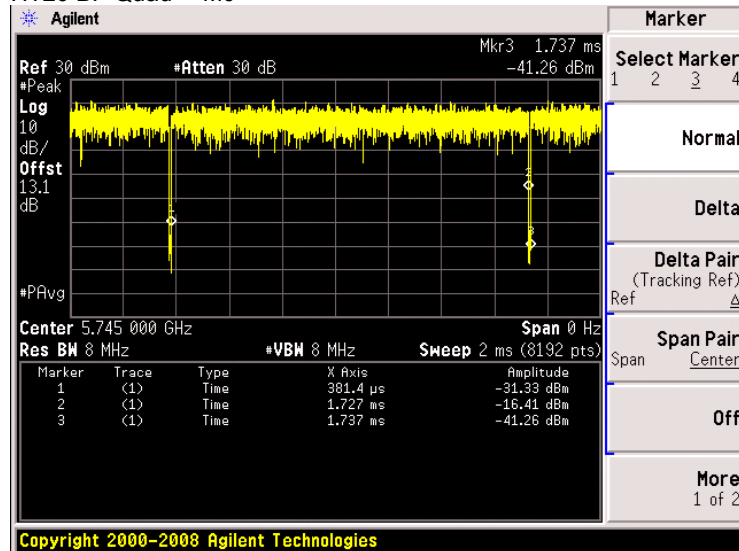 Agilent
Marker
Mkr3 1.737 ms
Ref 30 dBm #Atten 30 dB -41.26 dBm
#Peak
Log
10
dB/
Offst
13.1
dB
#PAvg
1
2
3
Center 5.745 000 GHz Span 0 Hz
Res BW 8 MHz #VBW 8 MHz Sweep 2 ms (8192 pts)
Marker Trace Type X Axis Amplitude
1 (1) Time 381.4 µs -31.33 dBm
2 (1) Time 1.727 ms -16.41 dBm
3 (1) Time 1.737 ms -41.26 dBm
Select Marker
1 2 3 4
Normal
Delta
Delta Pair
(Tracking Ref)
Ref Δ
Span Pair
Span Center
Off
More
1 of 2
Copyright 2000-2008 Agilent Technologies